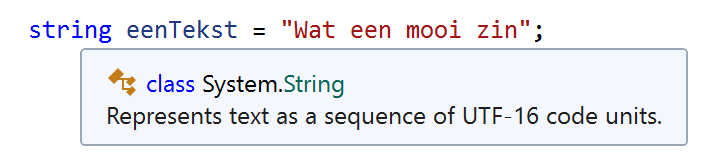 string eenTekst = "Wat een mooi zin";
class System.String
Represents text as a sequence of UTF-16 code units.